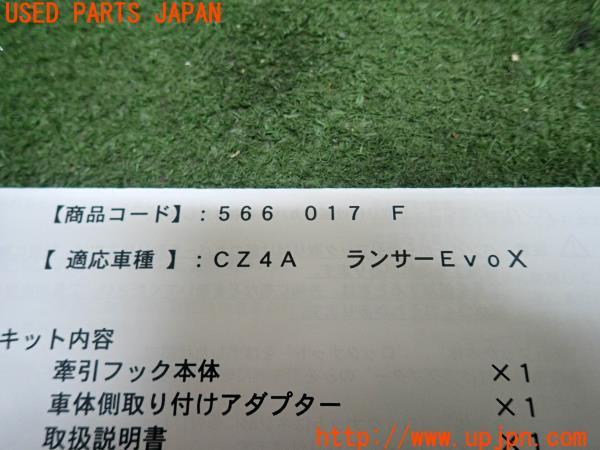 USED PARTS JAPAN
【商品コード】：５６６　０１７　Ｆ
【 適応車種 】：ＣＺ４Ａ　ランサーＥｖｏＸ
キット内容
牽引フック本体　×１
車体側取り付けアダプター　×１
取扱説明書　×１
http://www.upjpn.com